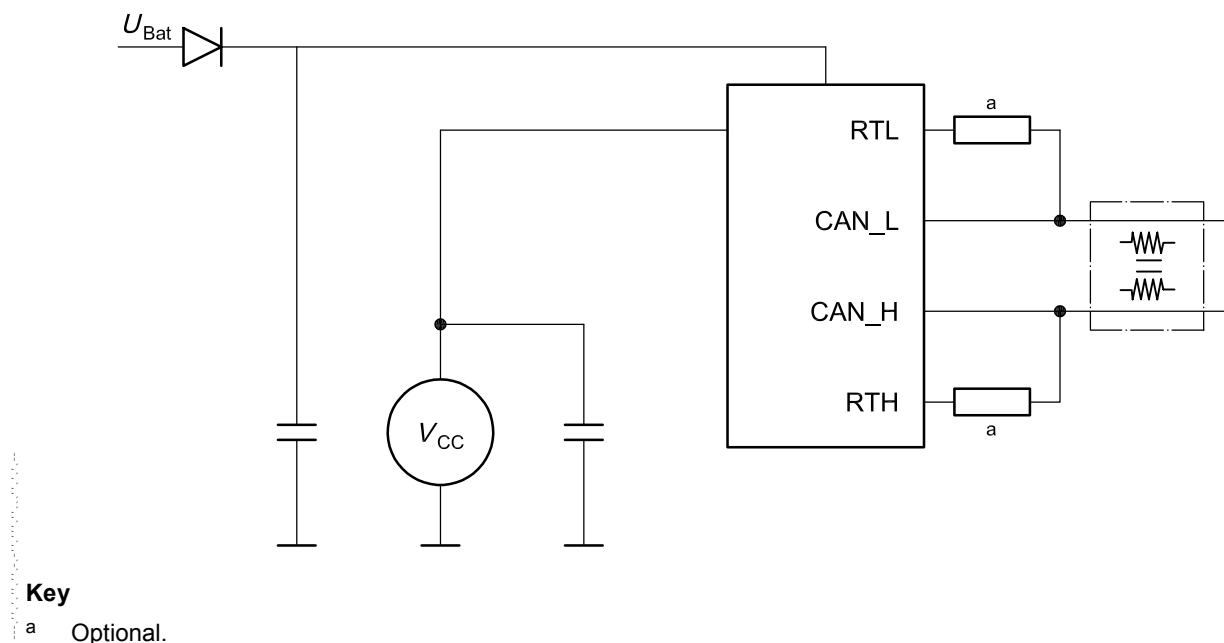 U_Bat
a
RTL
CAN_L
CAN_H
RTH
a
V_CC
Key
a Optional.